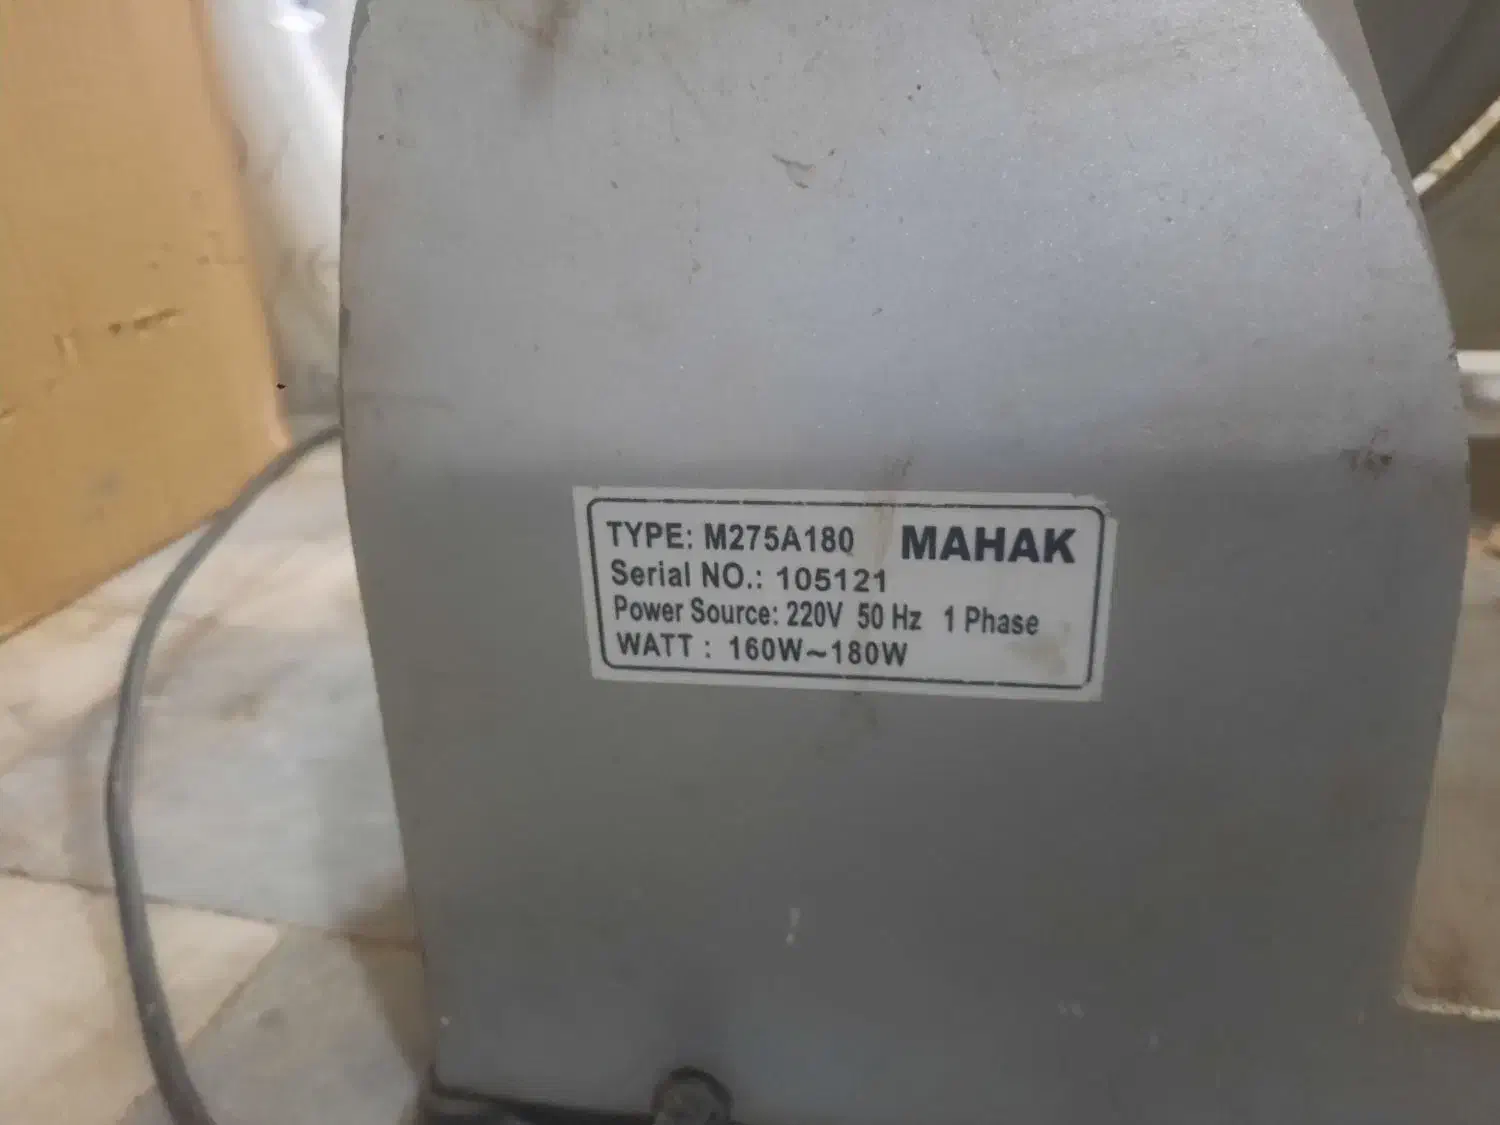 TYPE: M275A180 MAHAK
Serial NO.: 105121
Power Source: 220V 50 Hz 1 Phase
WATT : 160W~180W